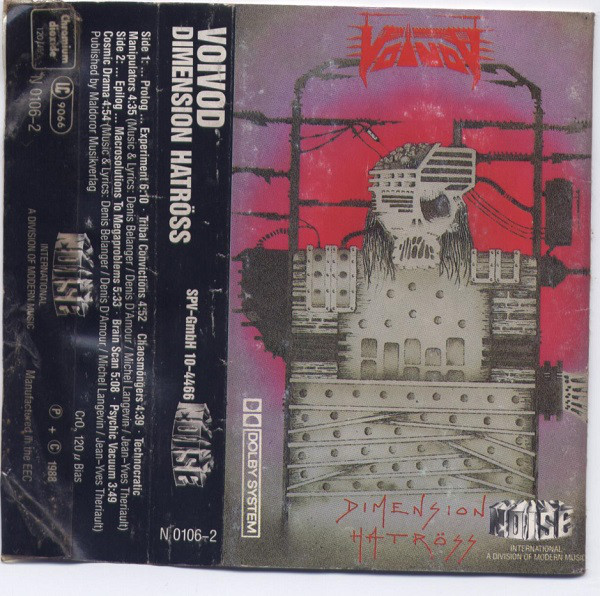 Side 1: ... Prolog ... Experiment 6:10 · Tribal Convictions 4:52 · Chaosmöngers 4:39 · Technocratic
Manipulators 4:35 (Music & Lyrics: Denis Belanger / Denis D'Amour / Michel Langevin / Jean-Yves Theriault)
Side 2: ... Epilog ... Macrosolutions To Megaproblems 5:33 · Brain Scan 5:08 · Psychic Vacuum 3:49
Cosmic Drama 4:54 (Music & Lyrics: Denis Belanger / Denis D'Amour / Michel Langevin / Jean-Yves Theriault)
Published by Maldoror Musikverlag
Chromium
dioxide
120 µs
LC
9066
N 0106-2
NOISE
INTERNATIONAL
A DIVISION OF MODERN MUSIC
P + C 1988
CrO₂ 120 µ Bias
Manufactured in the EEC
VOIVOD
DIMENSION HATRÖSS
SPV-GmbH 10-4466
NOISE
N 0106-2
VOIVOD
DOLBY SYSTEM
DIMENSION
HATRÖSS
NOISE
INTERNATIONAL
A DIVISION OF MODERN MUSIC